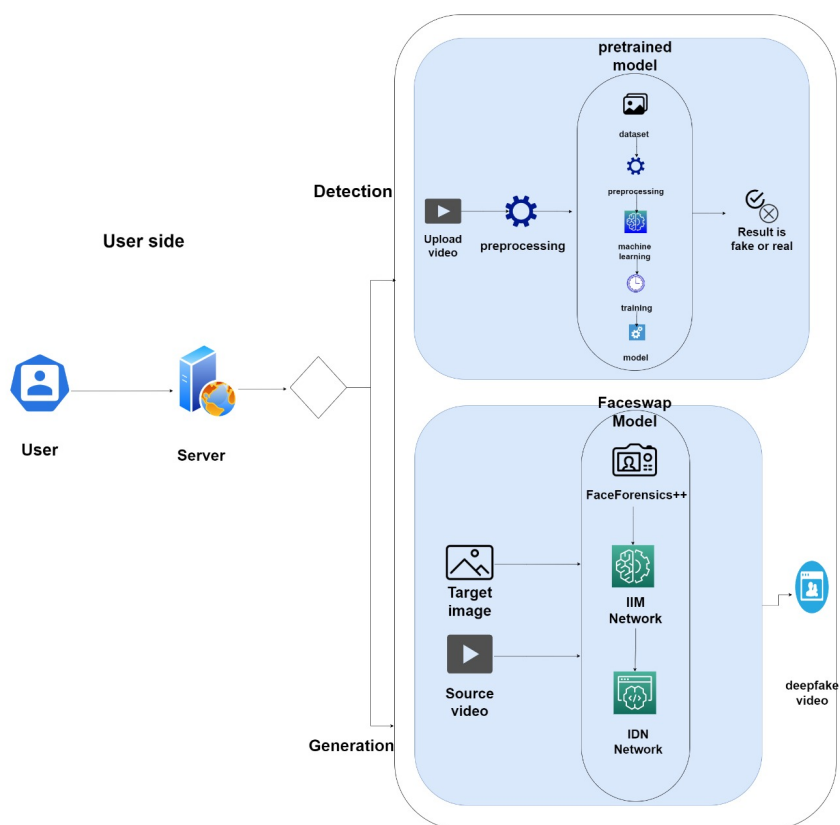 pretrained
model
dataset
Detection
preprocessing
Upload
video
preprocessing
machine
learning
Result is
fake or real
User side
training
model
Faceswap
Model
User
Server
FaceForensics++
Target
image
IIM
Network
Source
video
deepfake
video
IDN
Network
Generation